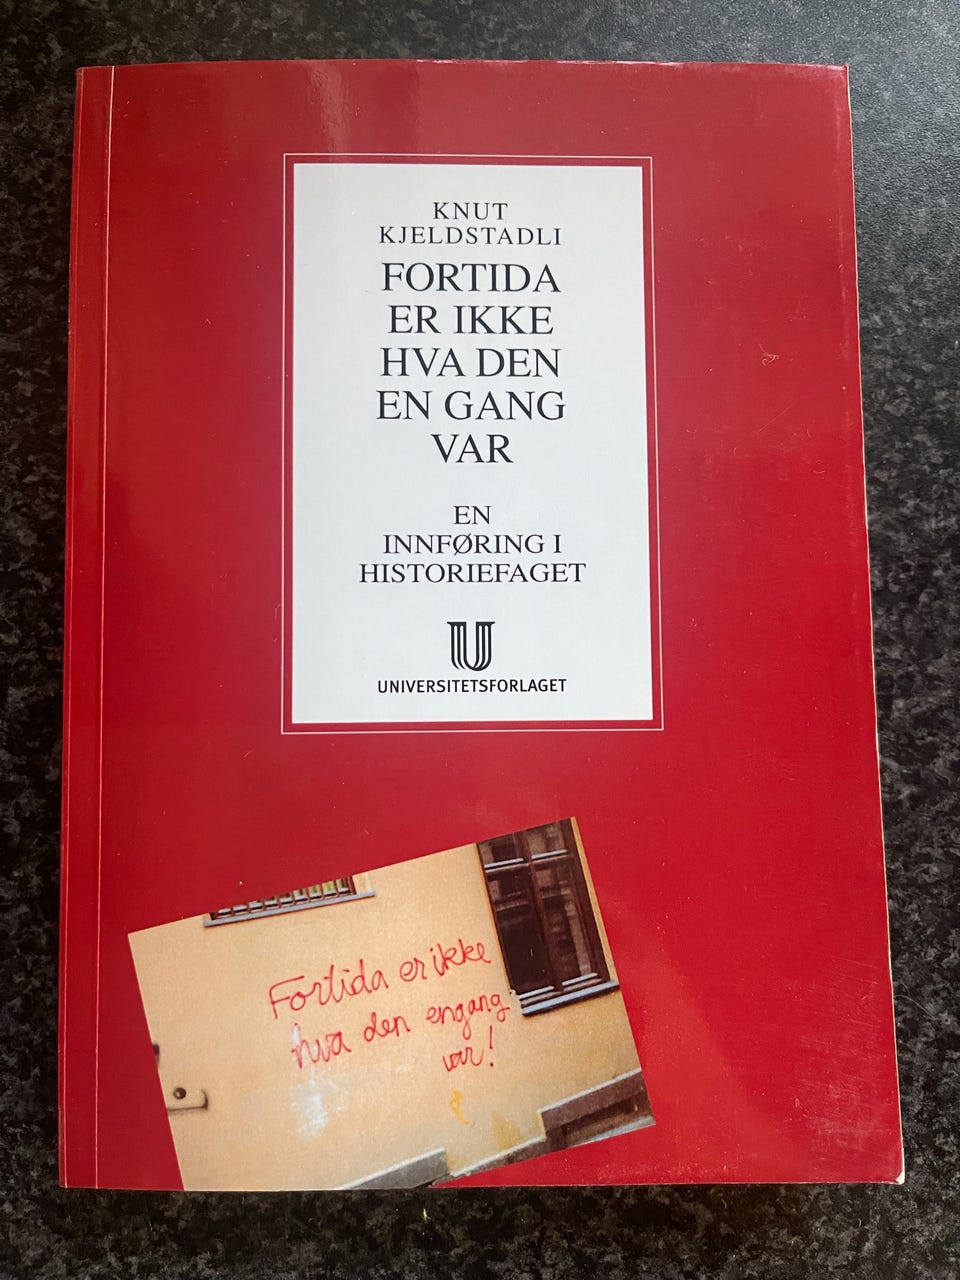 KNUT
KJELDSTADLI
FORTIDA
ER IKKE
HVA DEN
EN GANG
VAR
EN
INNFØRING I
HISTORIEFAGET
U
UNIVERSITETSFORLAGET
Fortida er ikke
hva den engang
var!